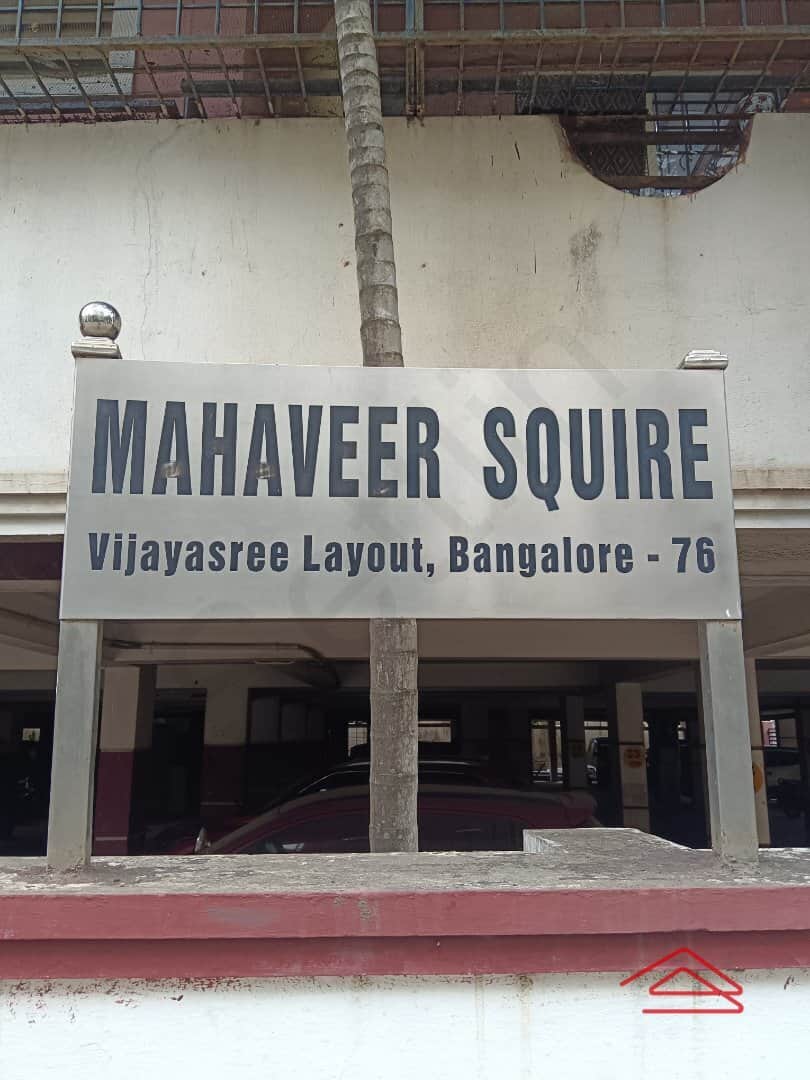 MAHAVEER SQUIRE
Vijayasree Layout, Bangalore - 76